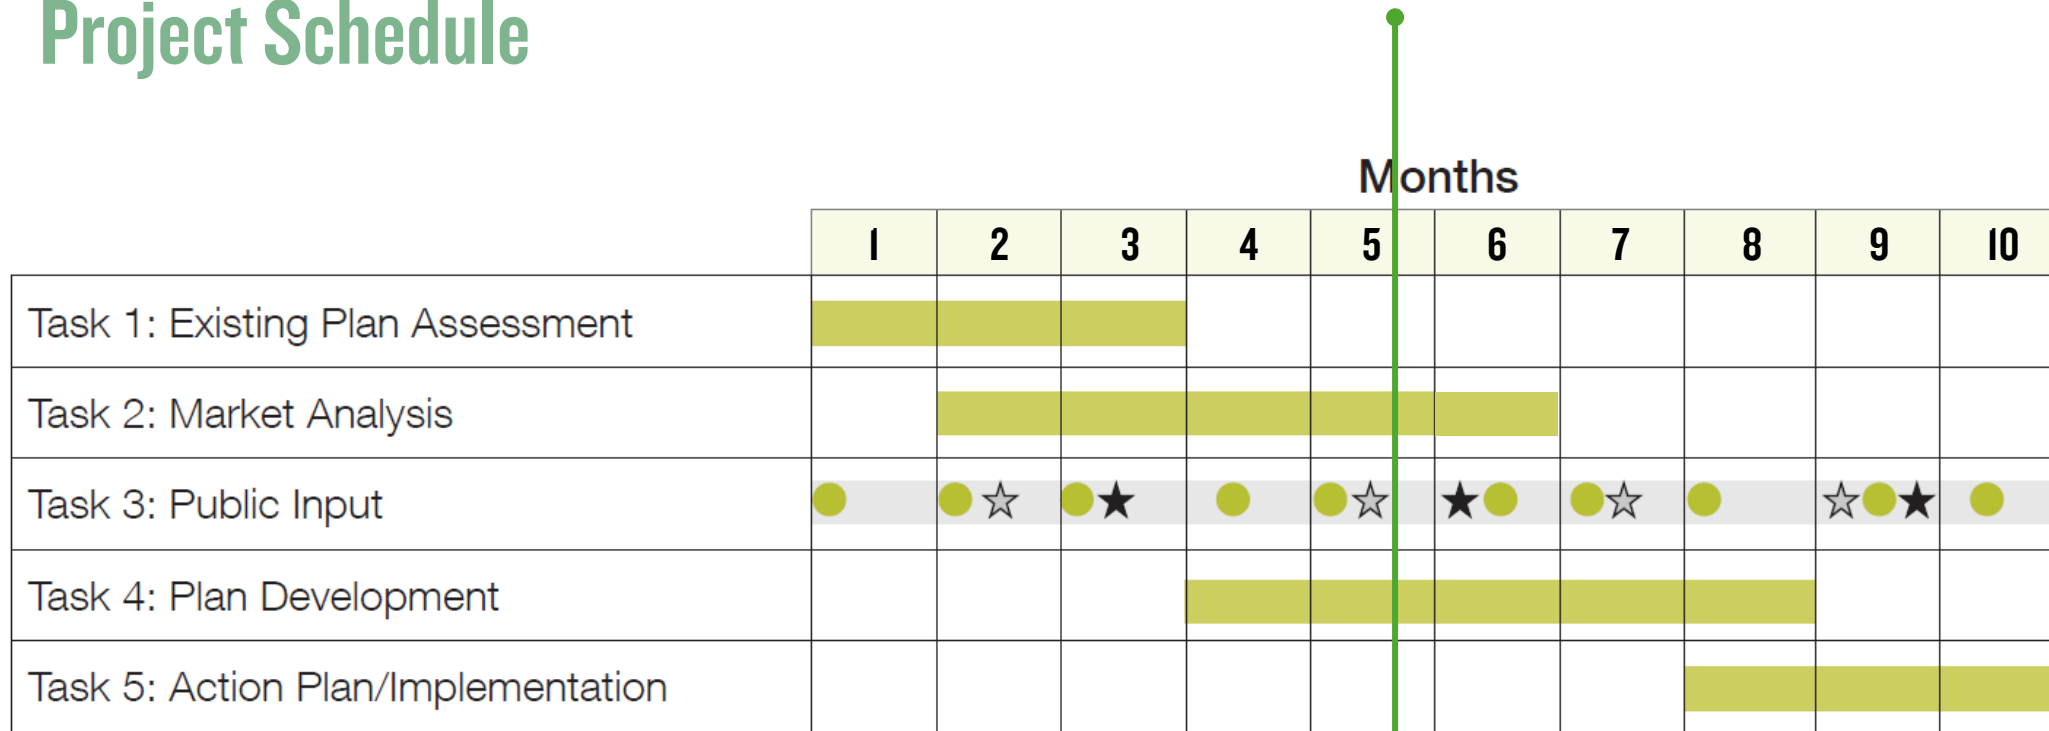 Project Schedule
Months
1 2 3 4 5 6 7 8 9 10
Task 1: Existing Plan Assessment
Task 2: Market Analysis
Task 3: Public Input
Task 4: Plan Development
Task 5: Action Plan/Implementation